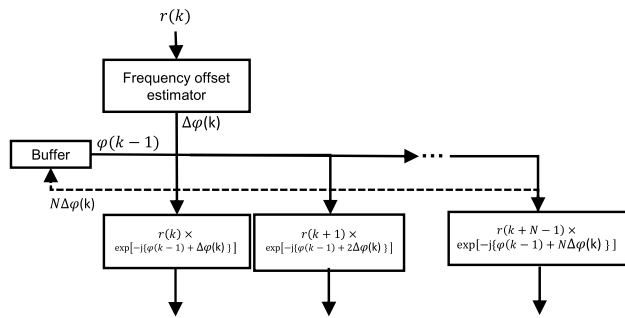 r(k)
Frequency offset
estimator
Δφ(k)
Buffer
φ(k − 1)
...
NΔφ(k)
r(k) ×
exp[−j{φ(k − 1) + Δφ(k) }]
r(k + 1) ×
exp[−j{φ(k − 1) + 2Δφ(k) }]
r(k + N − 1) ×
exp[−j{φ(k − 1) + NΔφ(k) }]